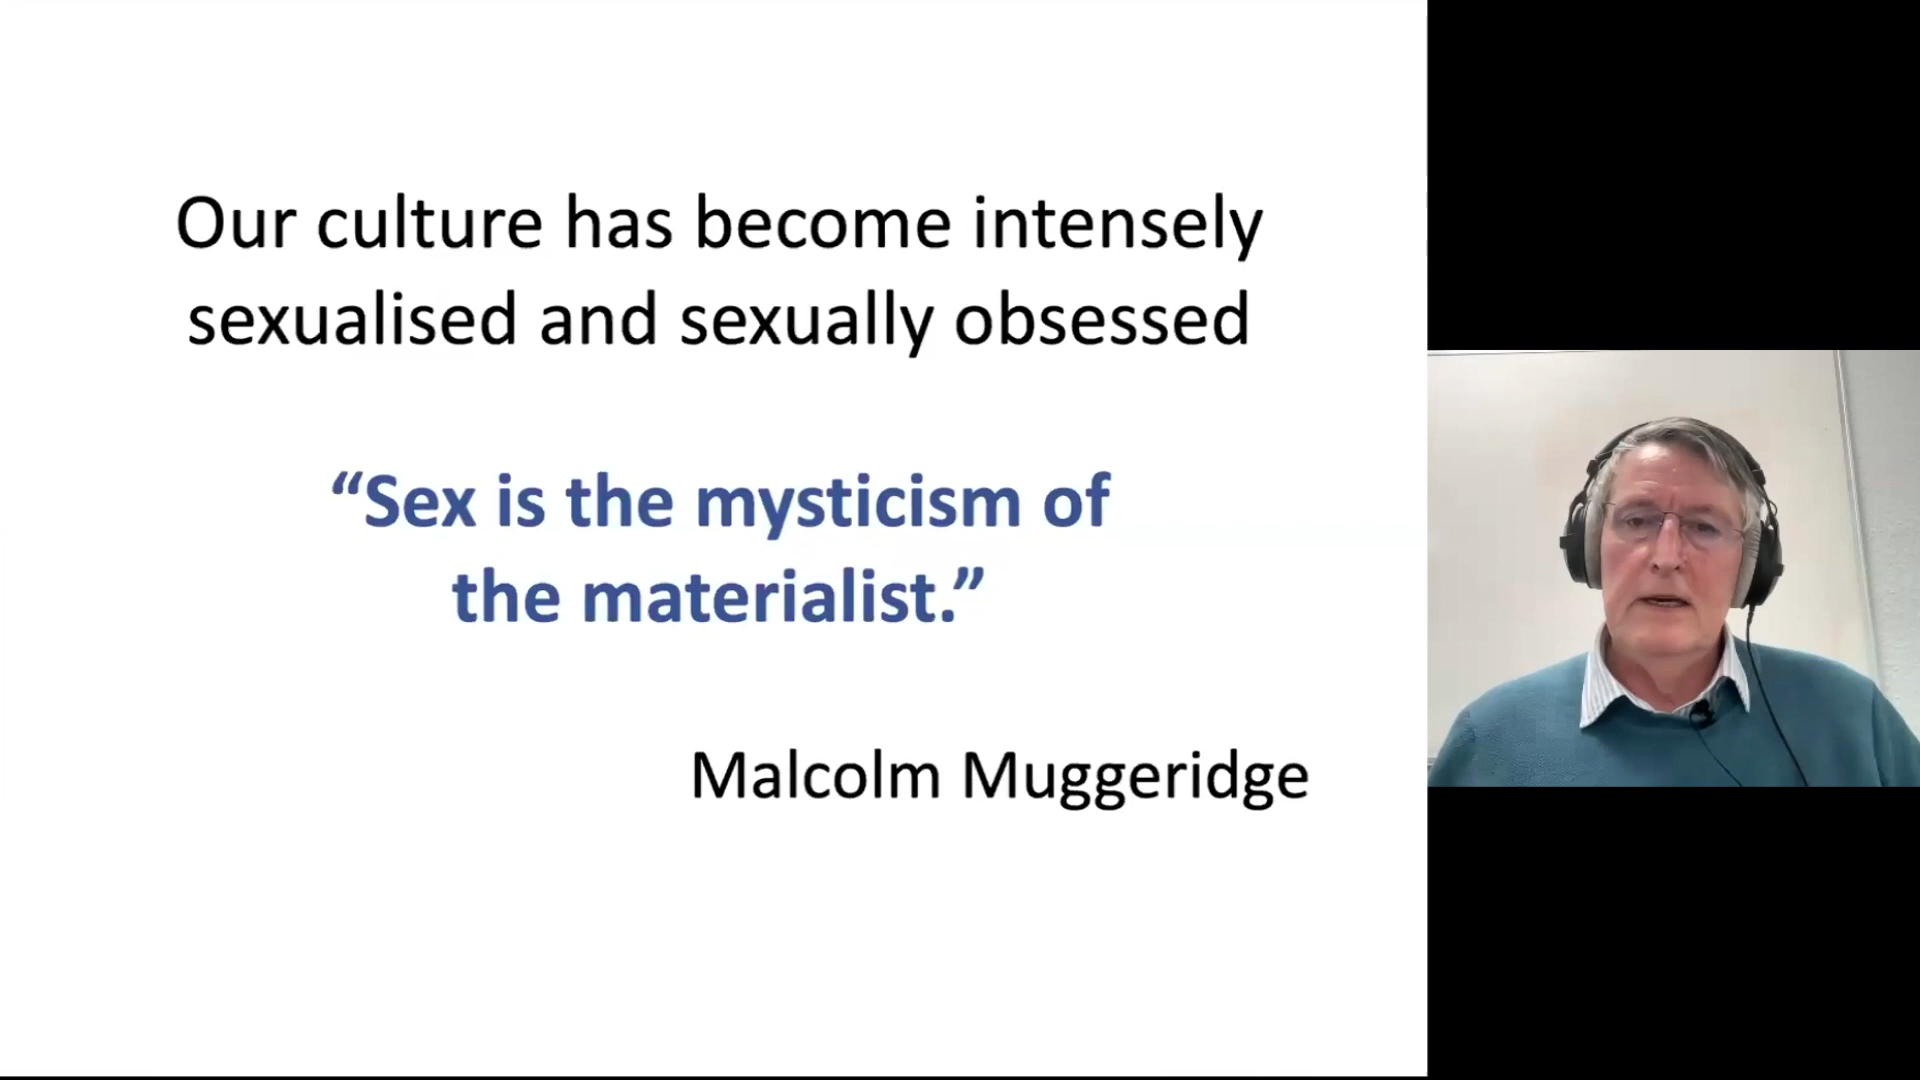 Our culture has become intensely
sexualised and sexually obsessed
“Sex is the mysticism of
the materialist.”
Malcolm Muggeridge